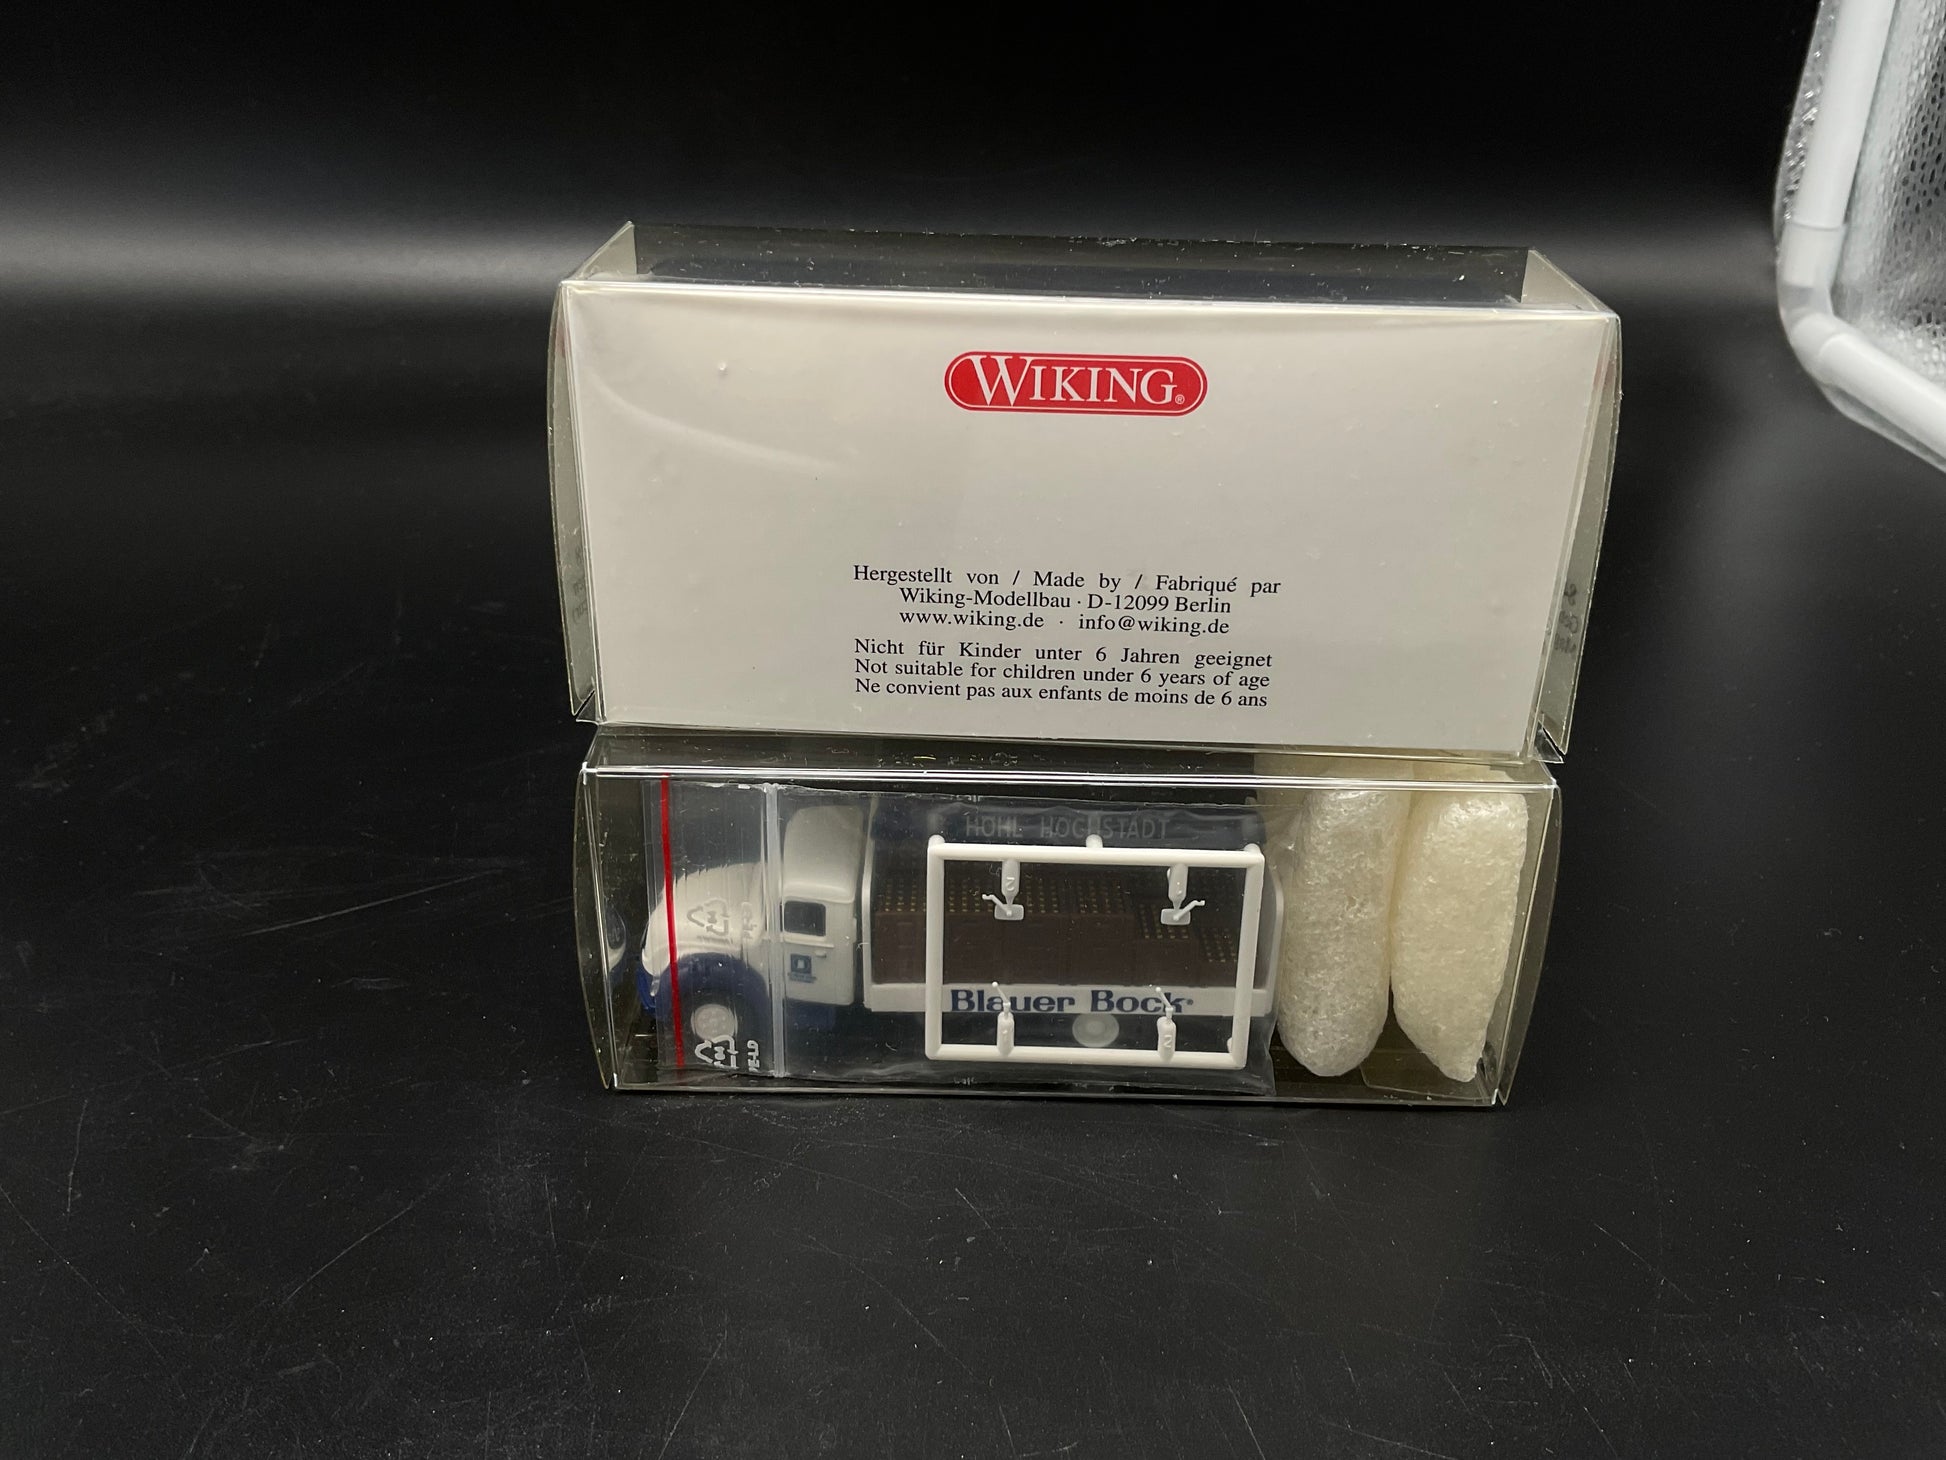 WIKING®
Hergestellt von / Made by / Fabriqué par
Wiking-Modellbau · D-12099 Berlin
www.wiking.de · info@wiking.de
Nicht für Kinder unter 6 Jahren geeignet
Not suitable for children under 6 years of age
Ne convient pas aux enfants de moins de 6 ans
HOHL HOCHSTADT
Blauer Bock
PE-LD